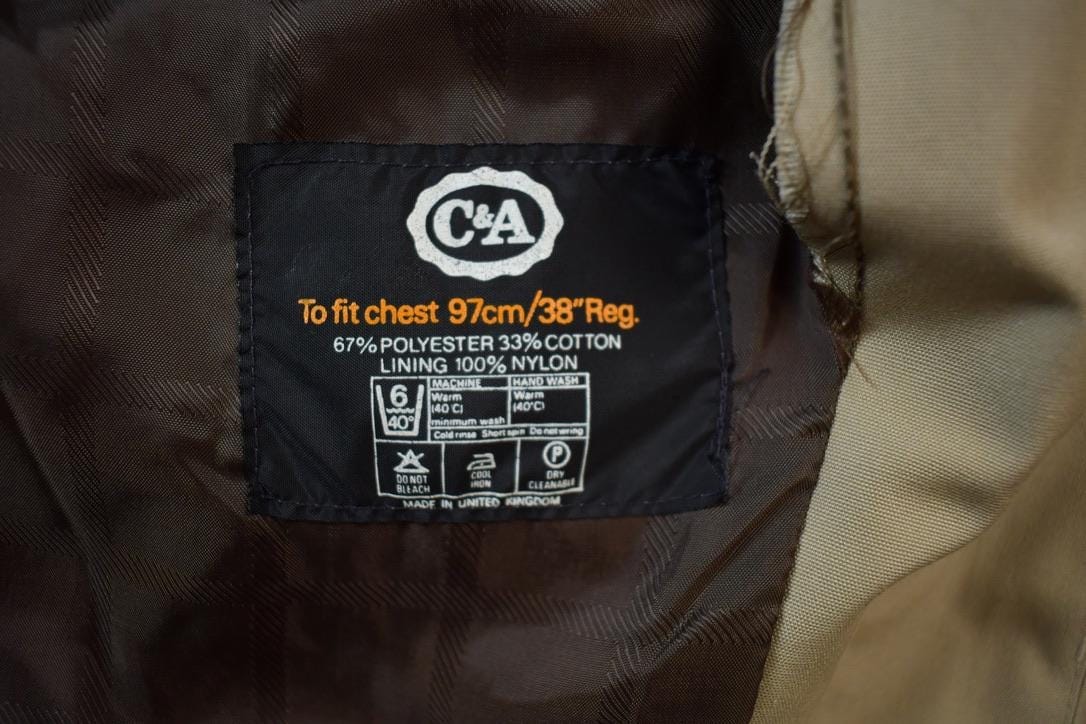 C&A
To fit chest 97cm/38" Reg.
67% POLYESTER 33% COTTON
LINING 100% NYLON
6
40°
MACHINE
Warm
(40°C)
minimum wash
HAND WASH
Warm
(40°C)
Cold rinse Short spin Do not wring
DO NOT
BLEACH
COOL
IRON
P
DRY
CLEANABLE
MADE IN UNITED KINGDOM